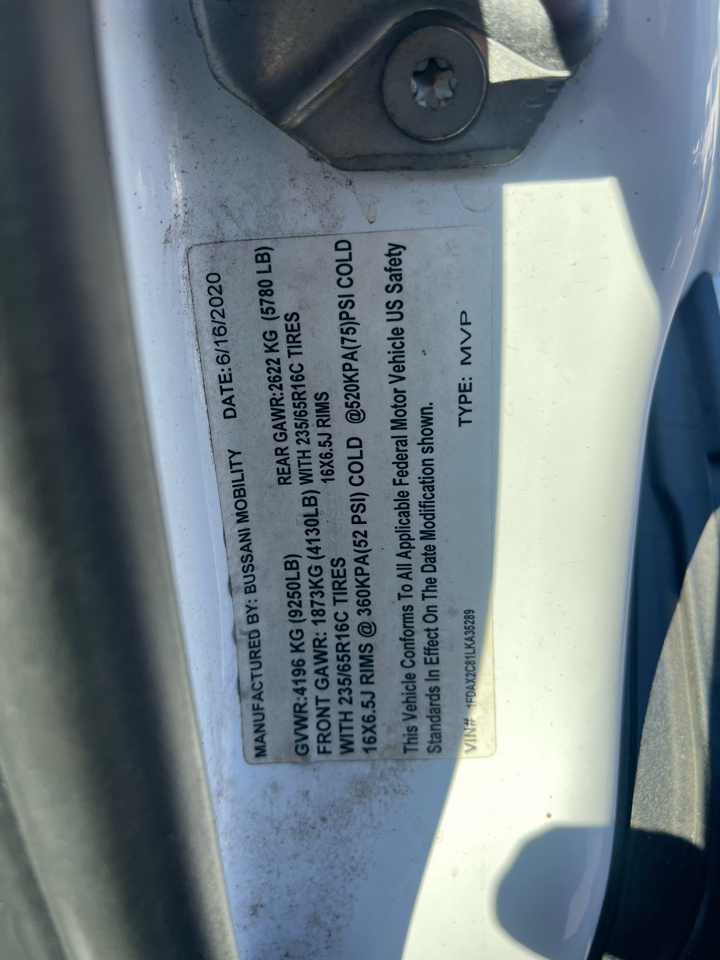 MANUFACTURED BY: BUSSANI MOBILITY DATE: 6/16/2020
GVWR:4196 KG (9250LB) REAR GAWR:2622 KG (5780 LB)
FRONT GAWR: 1873KG (4130LB) WITH 235/65R16C TIRES
WITH 235/65R16C TIRES 16X6.5J RIMS
16X6.5J RIMS @ 360KPA(52 PSI) COLD @520KPA(75)PSI COLD
This Vehicle Conforms To All Applicable Federal Motor Vehicle US Safety
Standards In Effect On The Date Modification shown.
VIN# 1FDAX2C81LKA35289 TYPE: MVP